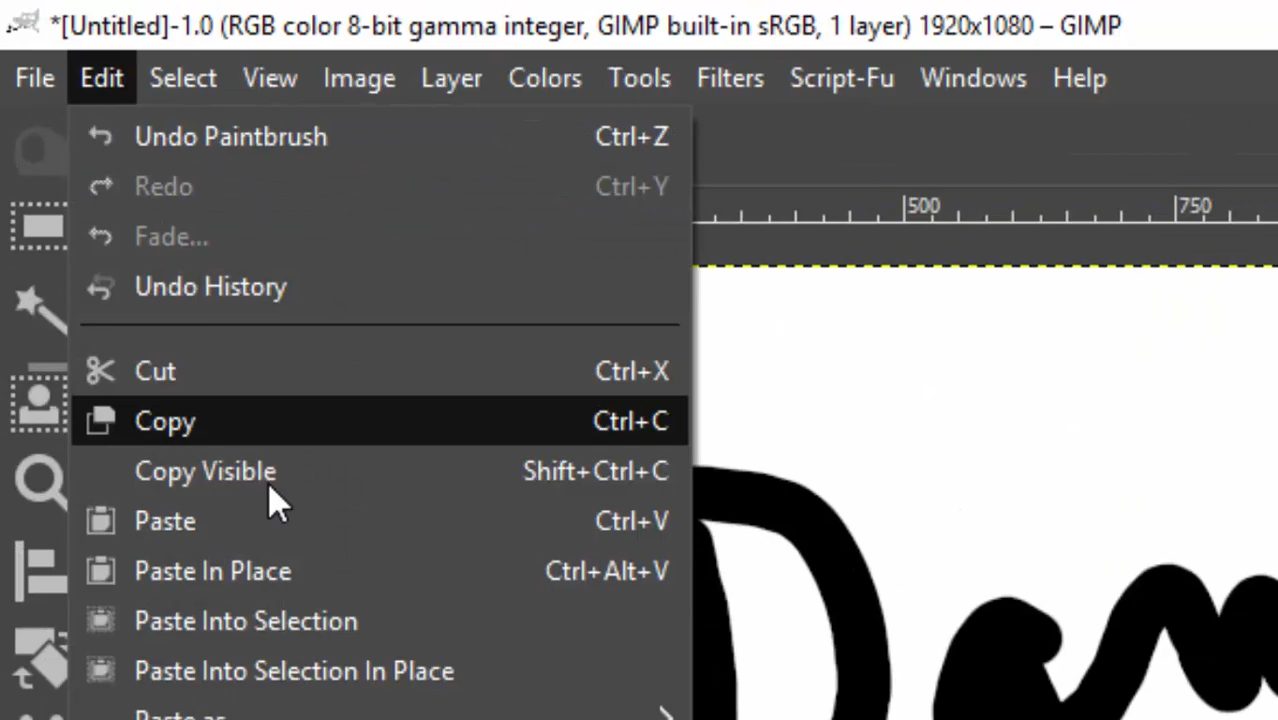 *[Untitled]-1.0 (RGB color 8-bit gamma integer, GIMP built-in sRGB, 1 layer) 1920x1080 – GIMP
File Edit Select View Image Layer Colors Tools Filters Script-Fu Windows Help
Undo Paintbrush Ctrl+Z
Redo Ctrl+Y
500 750
Fade...
Undo History
Cut Ctrl+X
Copy Ctrl+C
Copy Visible Shift+Ctrl+C
Paste Ctrl+V
Paste In Place Ctrl+Alt+V
Paste Into Selection
Paste Into Selection In Place
Paste as